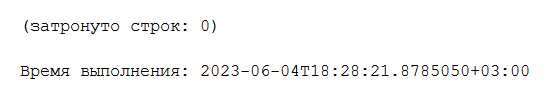 (затронуто строк: 0)
Время выполнения: 2023-06-04T18:28:21.8785050+03:00